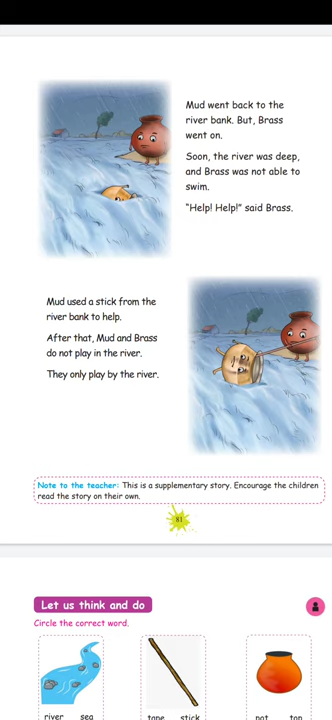 Mud went back to the
river bank. But, Brass
went on.
Soon, the river was deep,
and Brass was not able to
swim.
“Help! Help!” said Brass.
Mud used a stick from the
river bank to help.
After that, Mud and Brass
do not play in the river.
They only play by the river.
Note to the teacher: This is a supplementary story. Encourage the children
read the story on their own.
81
Let us think and do
Circle the correct word.
river sea
tape stick
pot top